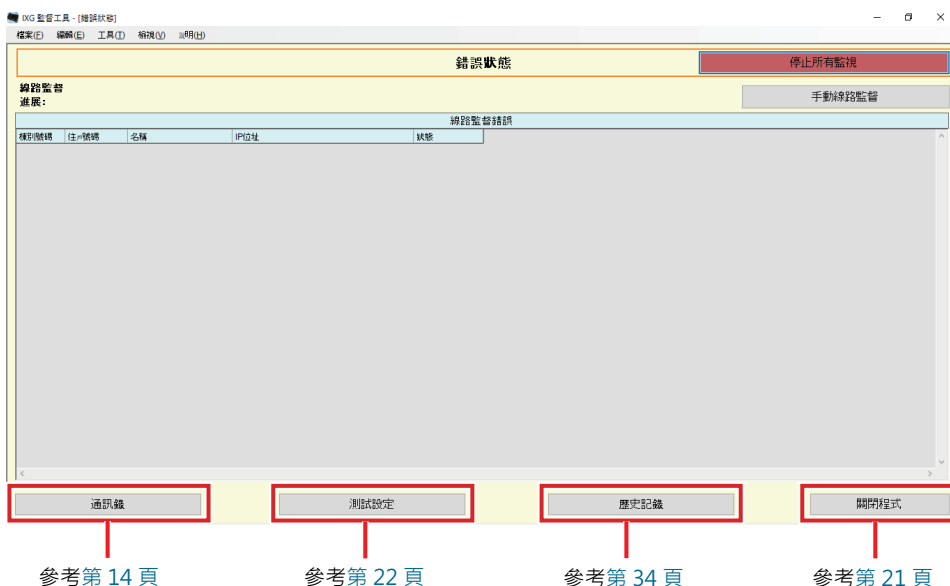 IXG 監督工具 - [錯誤狀態]
檔案(F) 編輯(E) 工具(T) 檢視(V) 說明(H)
錯誤狀態
停止所有監視
線路監督
進展:
手動線路監督
線路監督錯誤
棟別號碼 住戶號碼 名稱 IP位址 狀態
通訊錄 測試設定 歷史記錄 關閉程式
參考第 14 頁 參考第 22 頁 參考第 34 頁 參考第 21 頁